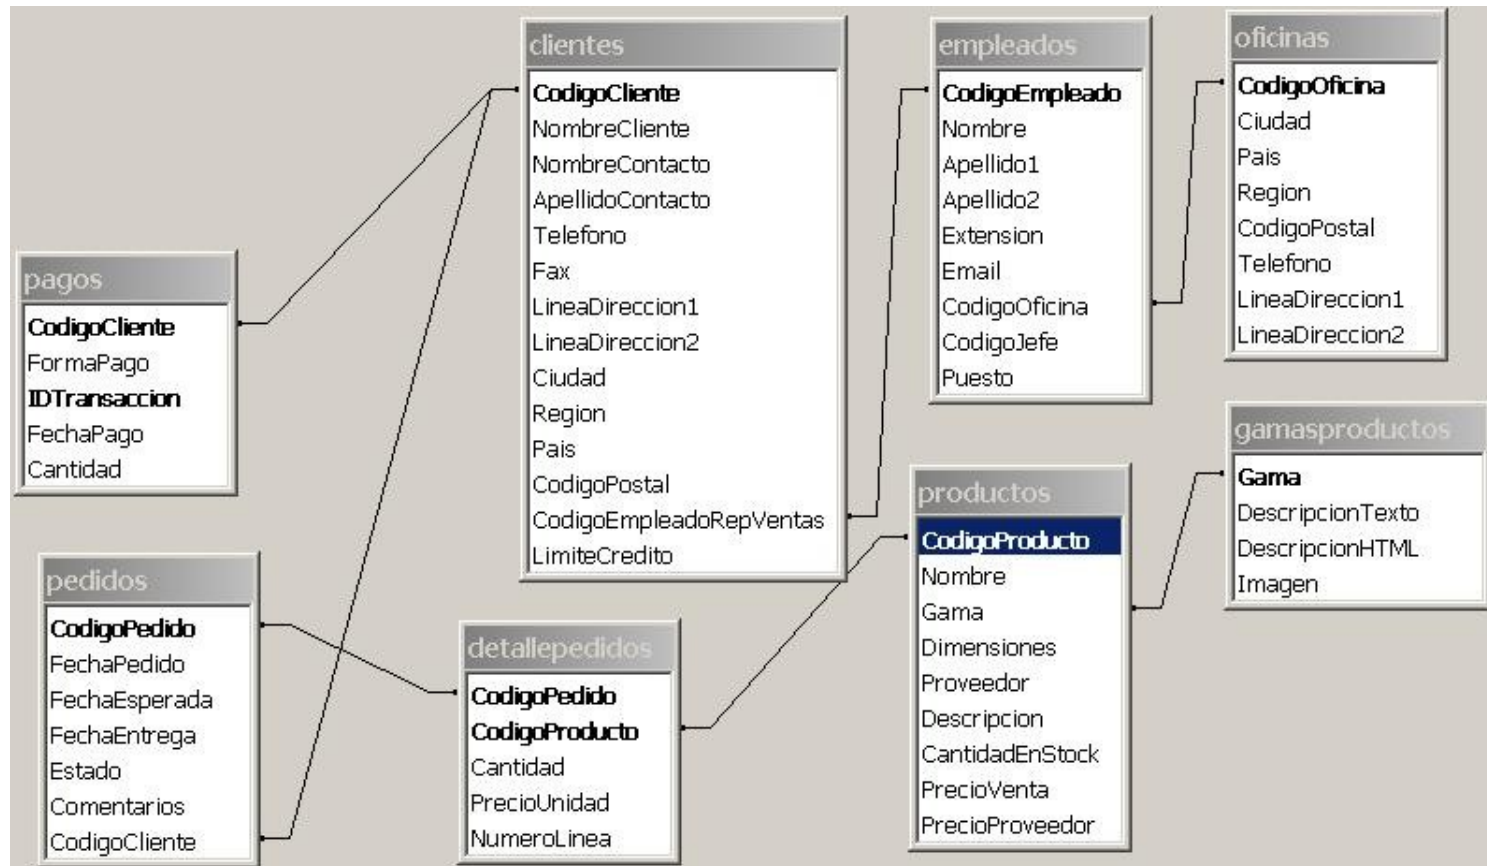 clientes
CodigoCliente
NombreCliente
NombreContacto
ApellidoContacto
Telefono
Fax
LineaDireccion1
LineaDireccion2
Ciudad
Region
Pais
CodigoPostal
CodigoEmpleadoRepVentas
LimiteCredito
empleados
CodigoEmpleado
Nombre
Apellido1
Apellido2
Extension
Email
CodigoOficina
CodigoJefe
Puesto
oficinas
CodigoOficina
Ciudad
Pais
Region
CodigoPostal
Telefono
LineaDireccion1
LineaDireccion2
pagos
CodigoCliente
FormaPago
IDTransaccion
FechaPago
Cantidad
gamasproductos
Gama
DescripcionTexto
DescripcionHTML
Imagen
productos
CodigoProducto
Nombre
Gama
Dimensiones
Proveedor
Descripcion
CantidadEnStock
PrecioVenta
PrecioProveedor
pedidos
CodigoPedido
FechaPedido
FechaEsperada
FechaEntrega
Estado
Comentarios
CodigoCliente
detallepedidos
CodigoPedido
CodigoProducto
Cantidad
PrecioUnidad
NumeroLinea